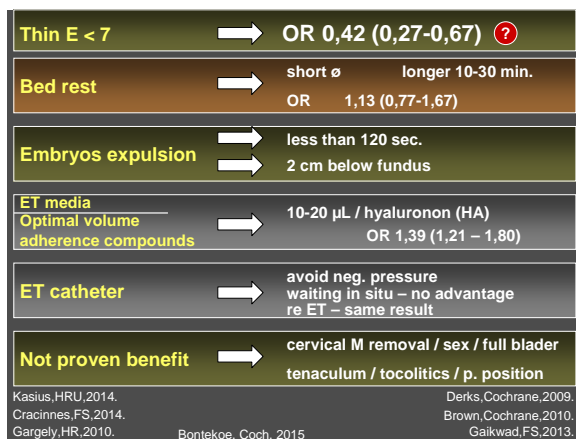 Thin E < 7 OR 0,42 (0,27-0,67) ?
Bed rest
short ø longer 10-30 min.
OR 1,13 (0,77-1,67)
Embryos expulsion
less than 120 sec.
2 cm below fundus
ET media
Optimal volume
adherence compounds
10-20 µL / hyaluronon (HA)
OR 1,39 (1,21 – 1,80)
ET catheter
avoid neg. pressure
waiting in situ – no advantage
re ET – same result
Not proven benefit
cervical M removal / sex / full blader
tenaculum / tocolitics / p. position
Kasius,HRU,2014.
Cracinnes,FS,2014.
Gargely,HR,2010.
Bontekoe, Coch, 2015
Derks,Cochrane,2009.
Brown,Cochrane,2010.
Gaikwad,FS,2013.